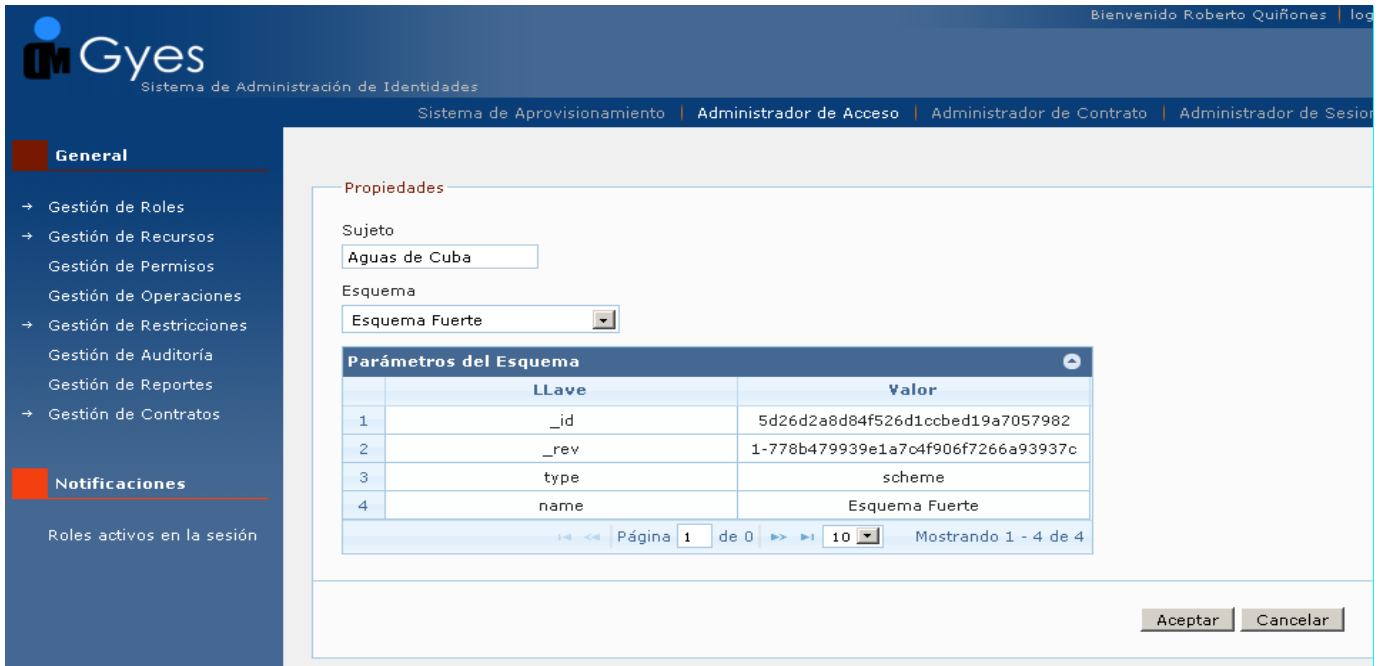 Bienvenido Roberto Quiñones | log
Gyes
Sistema de Administración de Identidades
Sistema de Aprovisionamiento | Administrador de Acceso | Administrador de Contrato | Administrador de Sesion
General
→ Gestión de Roles
→ Gestión de Recursos
Gestión de Permisos
Gestión de Operaciones
→ Gestión de Restricciones
Gestión de Auditoría
Gestión de Reportes
→ Gestión de Contratos
Notificaciones
Roles activos en la sesión
Propiedades
Sujeto
Aguas de Cuba
Esquema
Esquema Fuerte
Parámetros del Esquema
LLave Valor
1 _id 5d26d2a8d84f526d1ccbed19a7057982
2 _rev 1-778b479939e1a7c4f906f7266a93937c
3 type scheme
4 name Esquema Fuerte
Página 1 de 0 10 Mostrando 1 - 4 de 4
Aceptar Cancelar